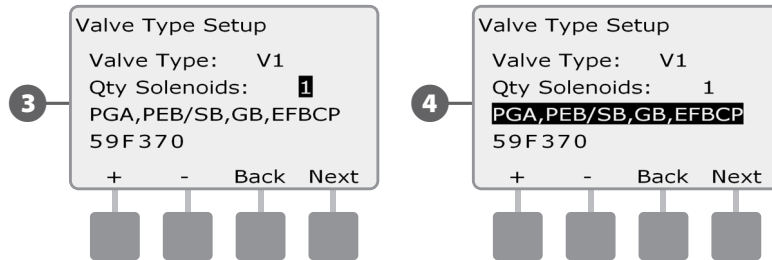 3
Valve Type Setup
Valve Type: V1
Qty Solenoids: 1
PGA,PEB/SB,GB,EFBCP
59F370
+ - Back Next
4
Valve Type Setup
Valve Type: V1
Qty Solenoids: 1
PGA,PEB/SB,GB,EFBCP
59F370
+ - Back Next